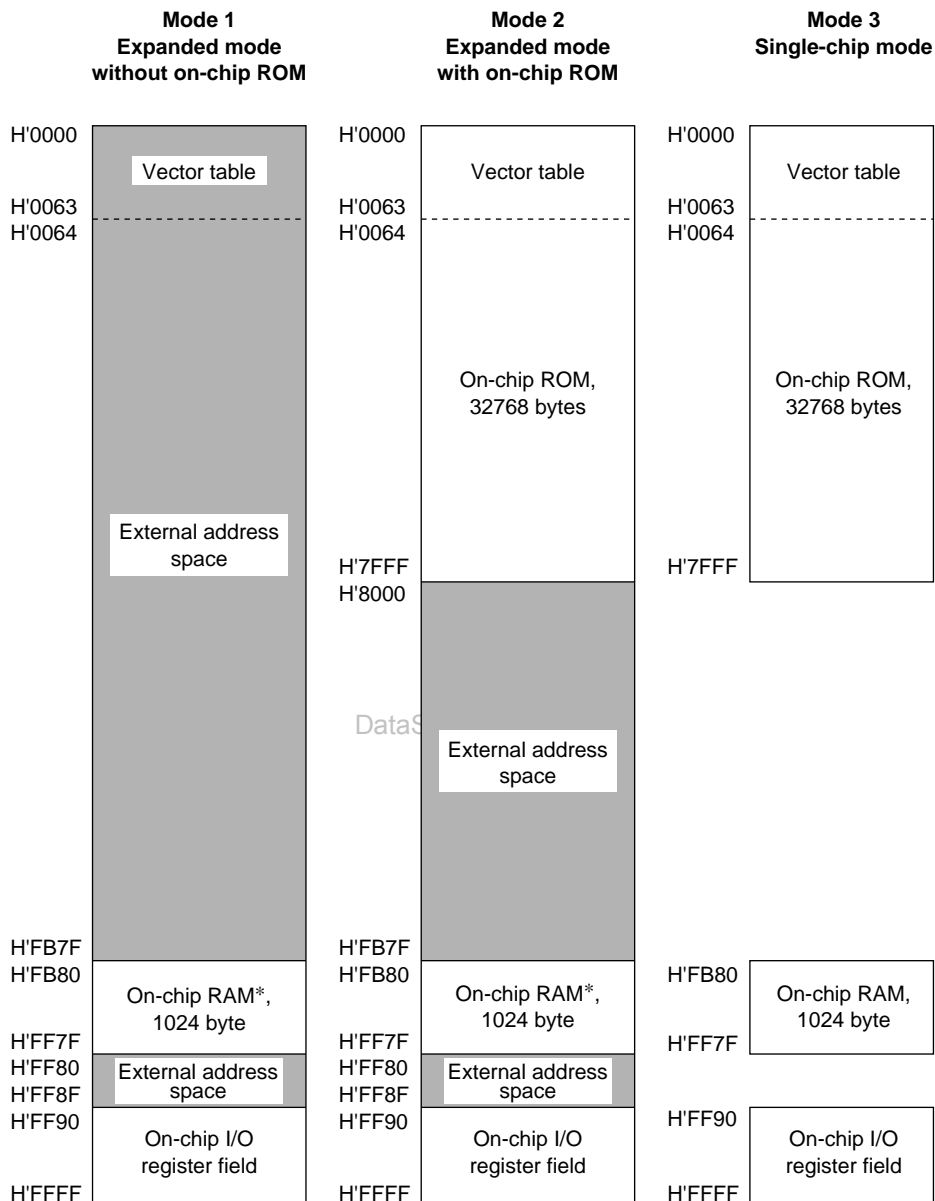 Mode 1
Expanded mode
without on-chip ROM
H'0000
Vector table
H'0063
H'0064
External address
space
H'FB7F
H'FB80
On-chip RAM*,
1024 byte
H'FF7F
H'FF80
External address
space
H'FF8F
H'FF90
On-chip I/O
register field
H'FFFF
Mode 2
Expanded mode
with on-chip ROM
H'0000
Vector table
H'0063
H'0064
On-chip ROM,
32768 bytes
H'7FFF
H'8000
DataS
External address
space
H'FB7F
H'FB80
On-chip RAM*,
1024 byte
H'FF7F
H'FF80
External address
space
H'FF8F
H'FF90
On-chip I/O
register field
H'FFFF
Mode 3
Single-chip mode
H'0000
Vector table
H'0063
H'0064
On-chip ROM,
32768 bytes
H'7FFF
H'FB80
On-chip RAM,
1024 byte
H'FF7F
H'FF90
On-chip I/O
register field
H'FFFF